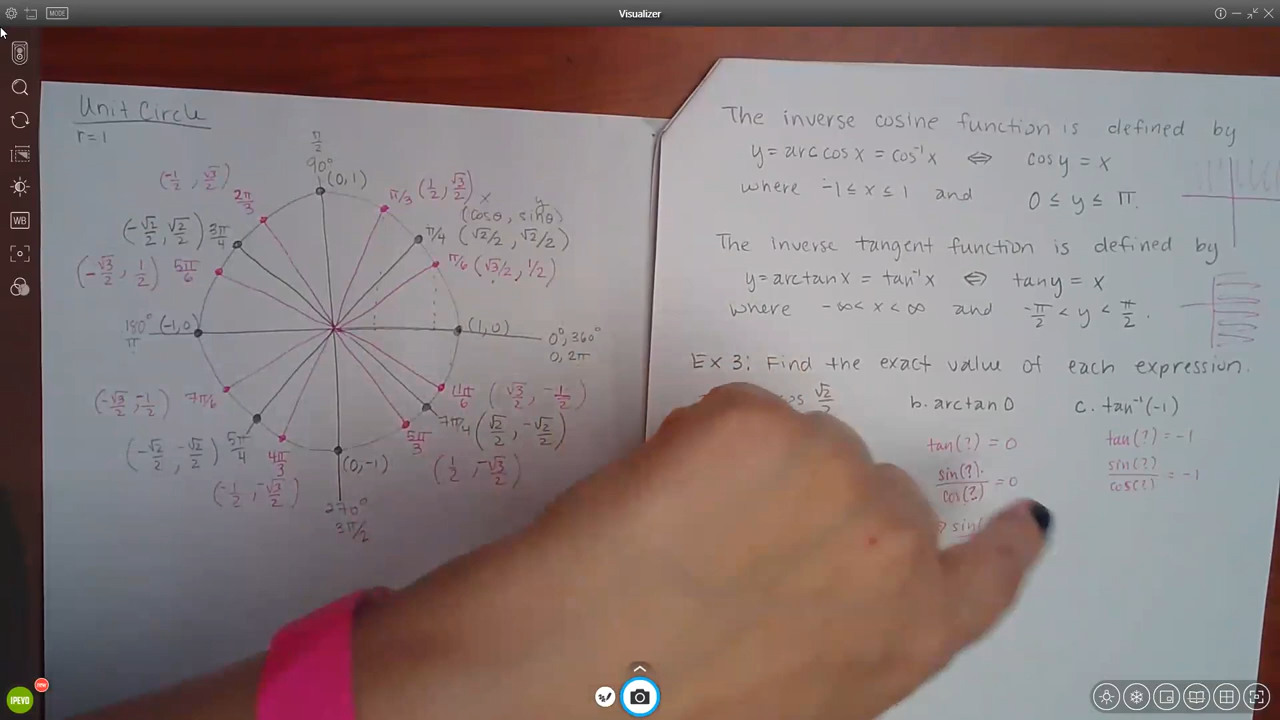 MODE
Visualizer
Unit Circle
r=1
π/2
90° (0,1)
(-1/2, √3/2)
2π/3
π/3 (1/2, √3/2) x y
(cosθ, sinθ)
(-√2/2, √2/2) 3π/4
π/4 (√2/2, √2/2)
(-√3/2, 1/2) 5π/6
π/6 (√3/2, 1/2)
180° (-1,0)
π
(1,0)
0°, 360°
0, 2π
(-√3/2, -1/2) 7π/6
11π/6 (√3/2, -1/2)
(-√2/2, -√2/2) 5π/4
7π/4 (√2/2, -√2/2)
(-1/2, -√3/2) 4π/3
5π/3 (1/2, -√3/2)
(0,-1)
270°
3π/2
The inverse cosine function is defined by
y = arccos x = cos⁻¹x ⇔ cos y = x
where -1 ≤ x ≤ 1 and 0 ≤ y ≤ π.
The inverse tangent function is defined by
y = arctan x = tan⁻¹x ⇔ tan y = x
where -∞ < x < ∞ and -π/2 < y < π/2.
Ex 3: Find the exact value of each expression.
√2/2
b. arctan 0
tan(?) = 0
sin(?)/cos(?) = 0
c. tan⁻¹(-1)
tan(?) = -1
sin(?)/cos(?) = -1
IPEVO
new